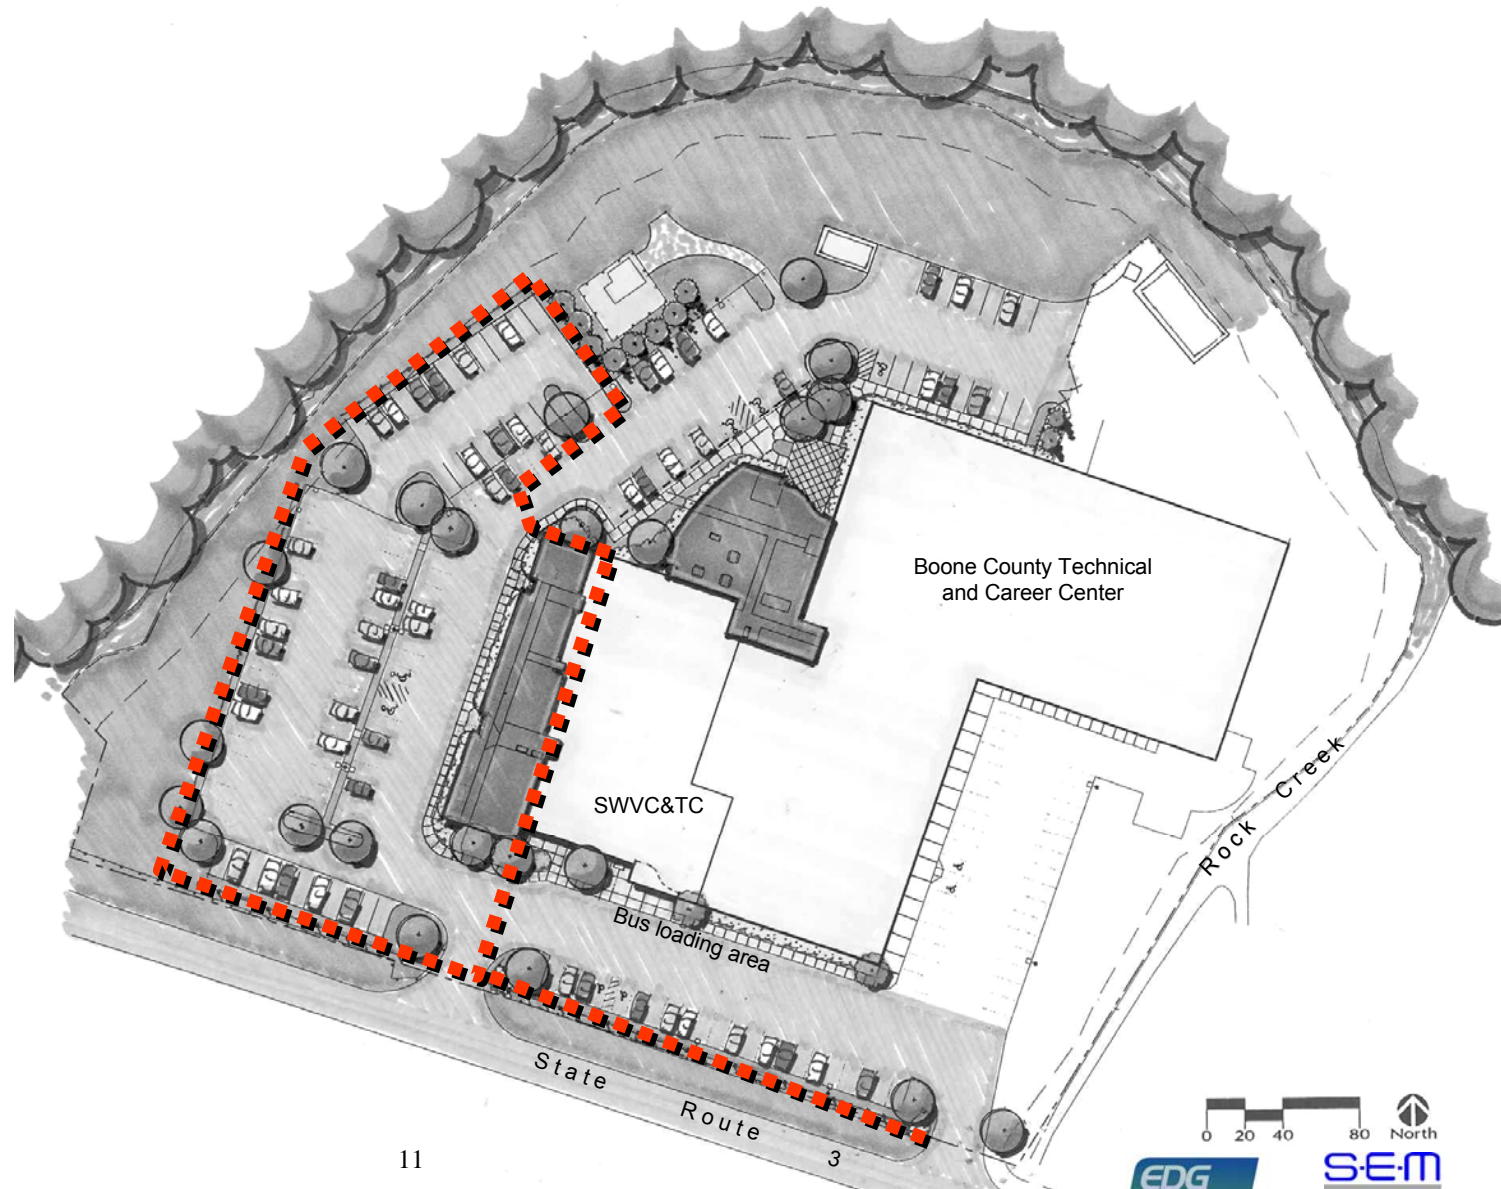 Boone County Technical
and Career Center
SWVC&TC
Bus loading area
Rock Creek
State Route 3
0 20 40 80 North
11
EDG
S·E·M